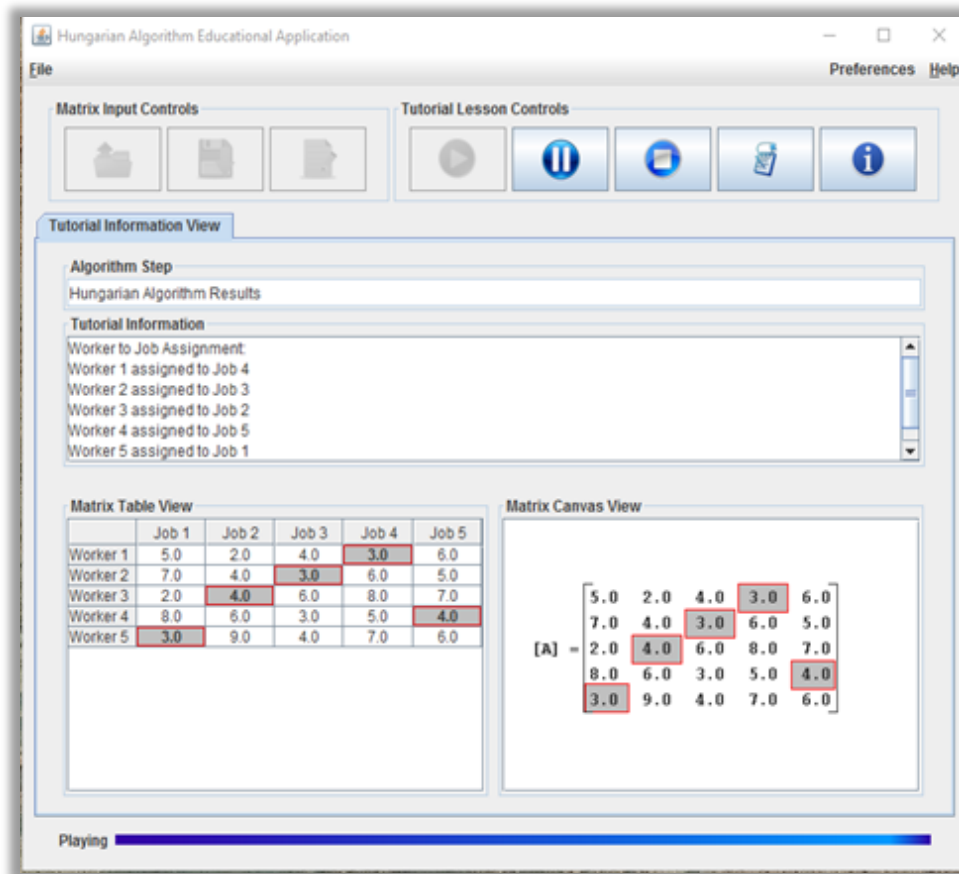 Hungarian Algorithm Educational Application
File Preferences Help
Matrix Input Controls Tutorial Lesson Controls
Tutorial Information View
Algorithm Step
Hungarian Algorithm Results
Tutorial Information
Worker to Job Assignment:
Worker 1 assigned to Job 4
Worker 2 assigned to Job 3
Worker 3 assigned to Job 2
Worker 4 assigned to Job 5
Worker 5 assigned to Job 1
Matrix Table View
Job 1 Job 2 Job 3 Job 4 Job 5
Worker 1 5.0 2.0 4.0 3.0 6.0
Worker 2 7.0 4.0 3.0 6.0 5.0
Worker 3 2.0 4.0 6.0 8.0 7.0
Worker 4 8.0 6.0 3.0 5.0 4.0
Worker 5 3.0 9.0 4.0 7.0 6.0
Matrix Canvas View
5.0 2.0 4.0 3.0 6.0
7.0 4.0 3.0 6.0 5.0
[A] = 2.0 4.0 6.0 8.0 7.0
8.0 6.0 3.0 5.0 4.0
3.0 9.0 4.0 7.0 6.0
Playing